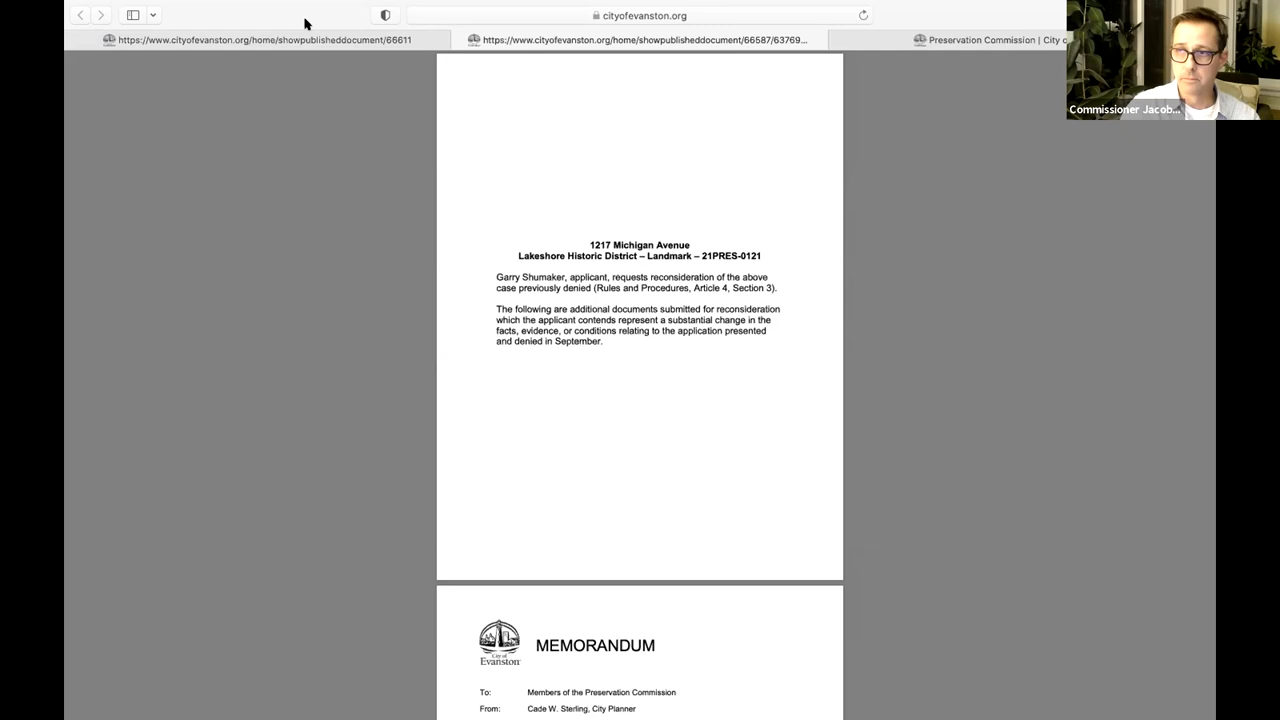 cityofevanston.org
https://www.cityofevanston.org/home/showpublisheddocument/66611
https://www.cityofevanston.org/home/showpublisheddocument/66587/63769...
Preservation Commission | City o
Commissioner Jacob...
1217 Michigan Avenue
Lakeshore Historic District – Landmark – 21PRES-0121
Garry Shumaker, applicant, requests reconsideration of the above
case previously denied (Rules and Procedures, Article 4, Section 3).
The following are additional documents submitted for reconsideration
which the applicant contends represent a substantial change in the
facts, evidence, or conditions relating to the application presented
and denied in September.
City of
Evanston
MEMORANDUM
To: Members of the Preservation Commission
From: Cade W. Sterling, City Planner